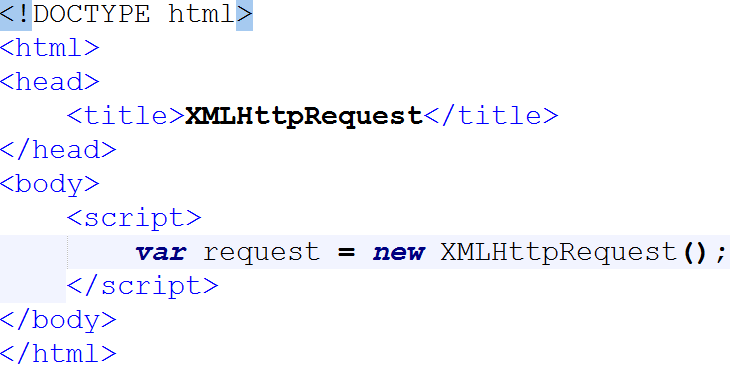 <!DOCTYPE html>
<html>
<head>
    <title>XMLHttpRequest</title>
</head>
<body>
    <script>
        var request = new XMLHttpRequest();
    </script>
</body>
</html>